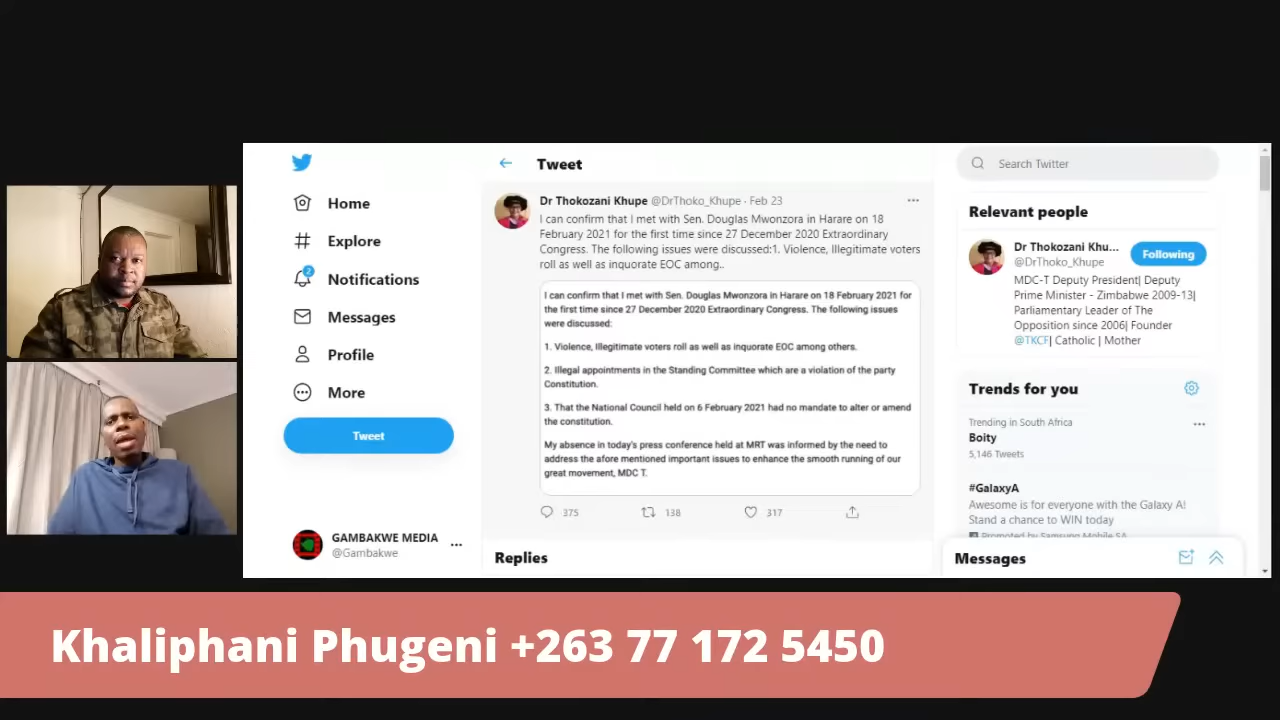 Home
Explore
2
Notifications
Messages
Profile
More
Tweet
GAMBAKWE MEDIA
@Gambakwe
Tweet
Dr Thokozani Khupe @DrThoko_Khupe · Feb 23
I can confirm that I met with Sen. Douglas Mwonzora in Harare on 18
February 2021 for the first time since 27 December 2020 Extraordinary
Congress. The following issues were discussed:1. Violence, Illegitimate voters
roll as well as inquorate EOC among..
I can confirm that I met with Sen. Douglas Mwonzora in Harare on 18 February 2021 for
the first time since 27 December 2020 Extraordinary Congress. The following issues
were discussed:
1. Violence, Illegitimate voters roll as well as inquorate EOC among others.
2. Illegal appointments in the Standing Committee which are a violation of the party
Constitution.
3. That the National Council held on 6 February 2021 had no mandate to alter or amend
the constitution.
My absence in today's press conference held at MRT was informed by the need to
address the afore mentioned important issues to enhance the smooth running of our
great movement, MDC T.
375 138 317
Replies
Search Twitter
Relevant people
Dr Thokozani Khu...
@DrThoko_Khupe
Following
MDC-T Deputy President| Deputy
Prime Minister - Zimbabwe 2009-13|
Parliamentary Leader of The
Opposition since 2006| Founder
@TKCF| Catholic | Mother
Trends for you
Trending in South Africa
Boity
5,146 Tweets
#GalaxyA
Awesome is for everyone with the Galaxy A!
Stand a chance to WIN today
Promoted by Samsung Mobile SA
Messages
Khaliphani Phugeni +263 77 172 5450